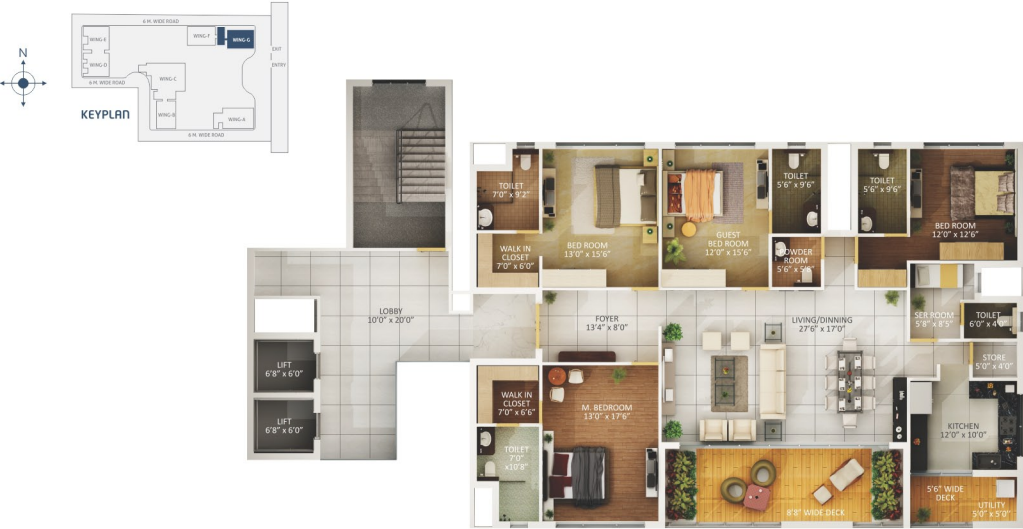 6 M. WIDE ROAD
WING-E
WING-F
WING-G
N
EXIT
WING-D
WING-C
ENTRY
6 M. WIDE ROAD
KEYPLAN
WING-B
WING-A
6 M. WIDE ROAD
TOILET
7'0" x 9'2"
TOILET
5'6" x 9'6"
TOILET
5'6" x 9'6"
BED ROOM
12'0" x 12'6"
WALK IN
CLOSET
7'0" x 6'0"
BED ROOM
13'0" x 15'6"
GUEST
BED ROOM
12'0" x 15'6"
POWDER
ROOM
5'6" x 5'8"
LOBBY
10'0" x 20'0"
FOYER
13'4" x 8'0"
LIVING/DINNING
27'6" x 17'0"
SER ROOM
5'8" x 8'5"
TOILET
6'0" x 4'0"
LIFT
6'8" x 6'0"
STORE
5'0" x 4'0"
WALK IN
CLOSET
7'0" x 6'6"
M. BEDROOM
13'0" x 17'6"
LIFT
6'8" x 6'0"
KITCHEN
12'0" x 10'0"
TOILET
7'0"
x10'8"
8'8" WIDE DECK
5'6" WIDE
DECK
UTILITY
5'0" x 5'0"